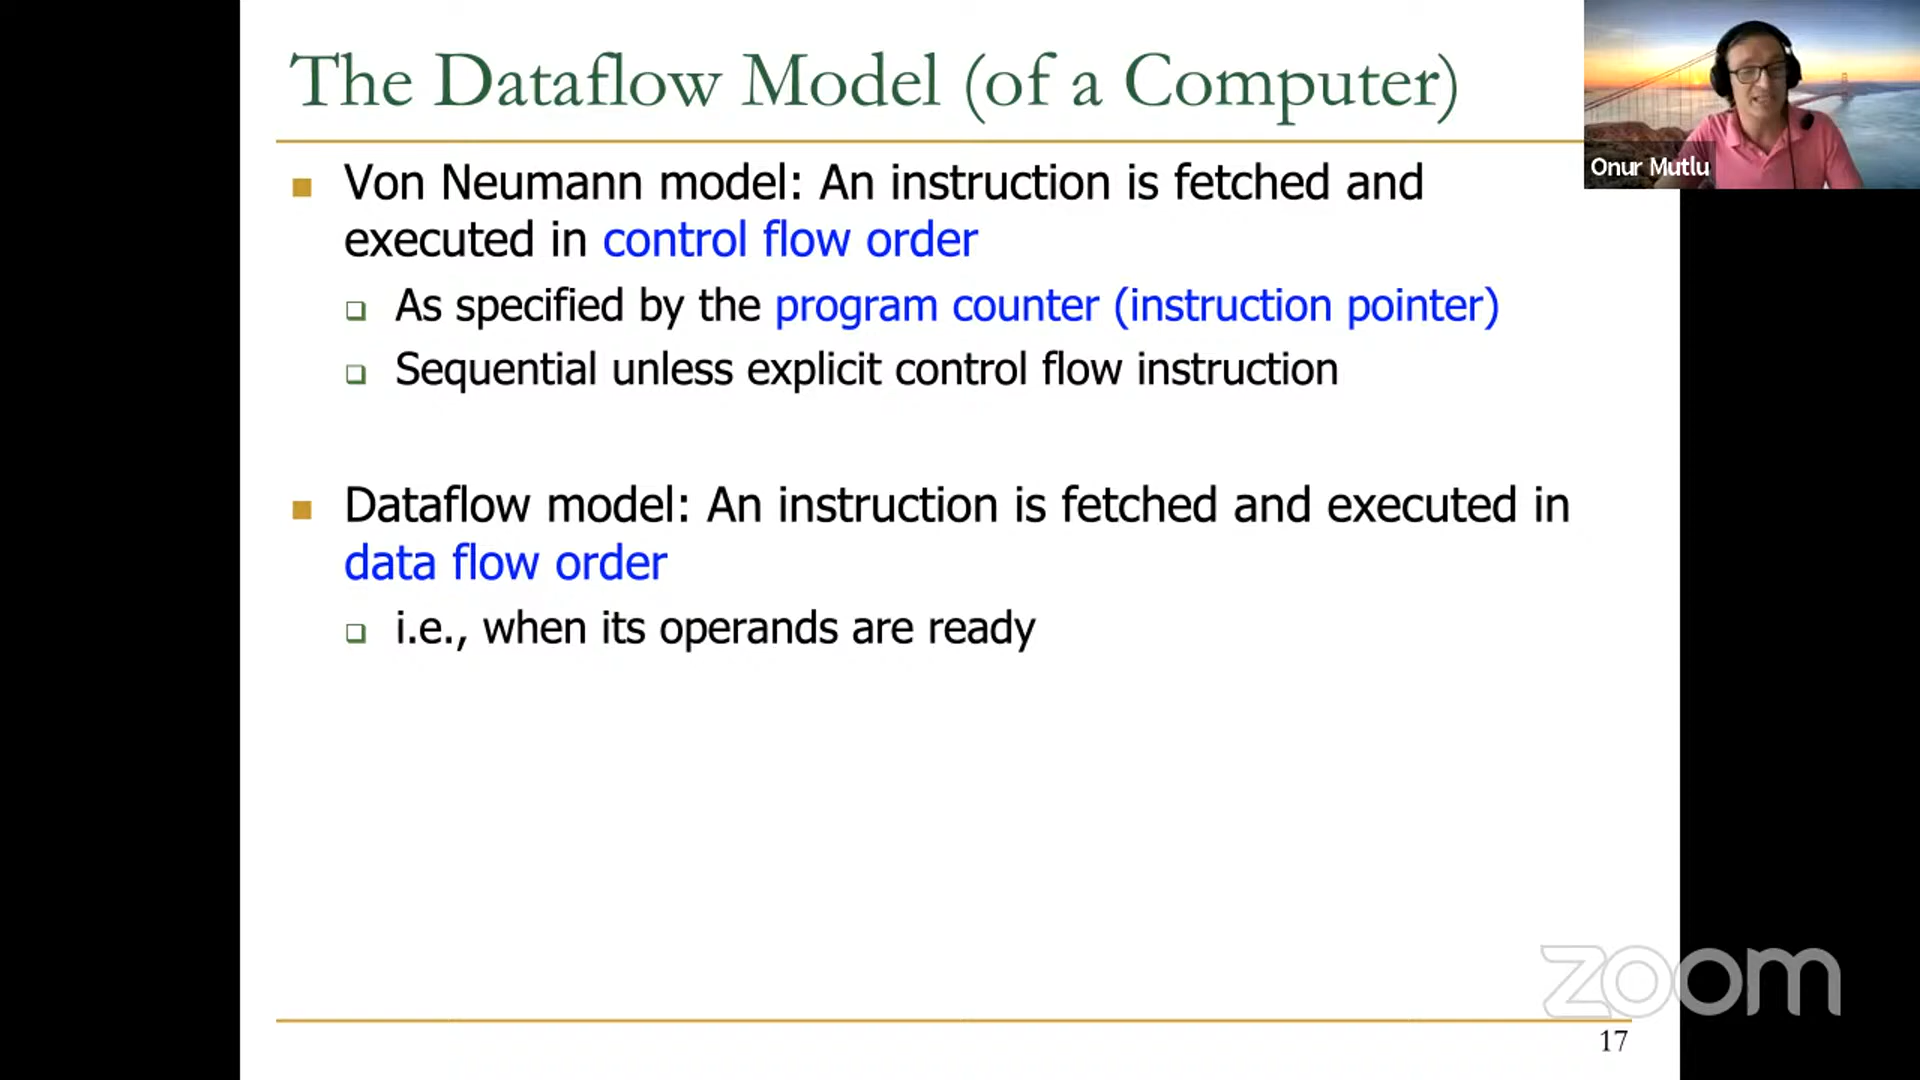 The Dataflow Model (of a Computer)
Onur Mutlu
Von Neumann model: An instruction is fetched and
executed in control flow order
As specified by the program counter (instruction pointer)
Sequential unless explicit control flow instruction
Dataflow model: An instruction is fetched and executed in
data flow order
i.e., when its operands are ready
zoom
17